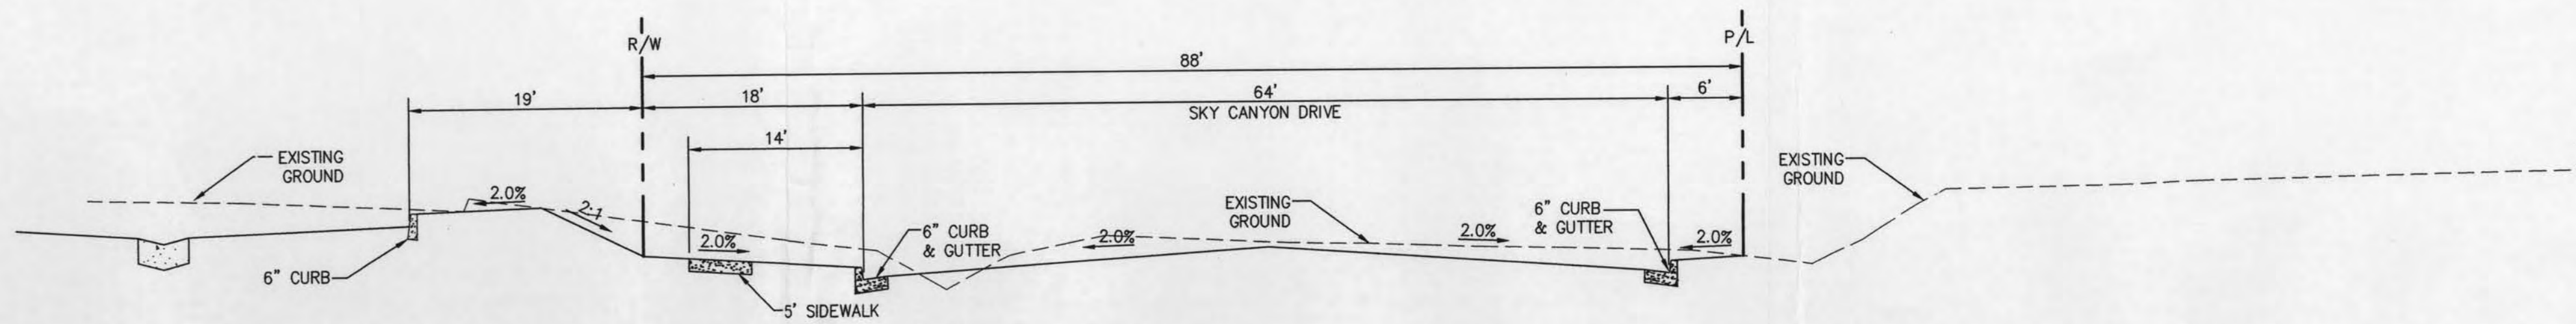 R/W
P/L
88'
19'
18'
64'
6'
SKY CANYON DRIVE
14'
EXISTING
GROUND
EXISTING
GROUND
2.0%
2:1
EXISTING
GROUND
6" CURB
& GUTTER
6" CURB
& GUTTER
2.0%
2.0%
2.0%
2.0%
6" CURB
5' SIDEWALK